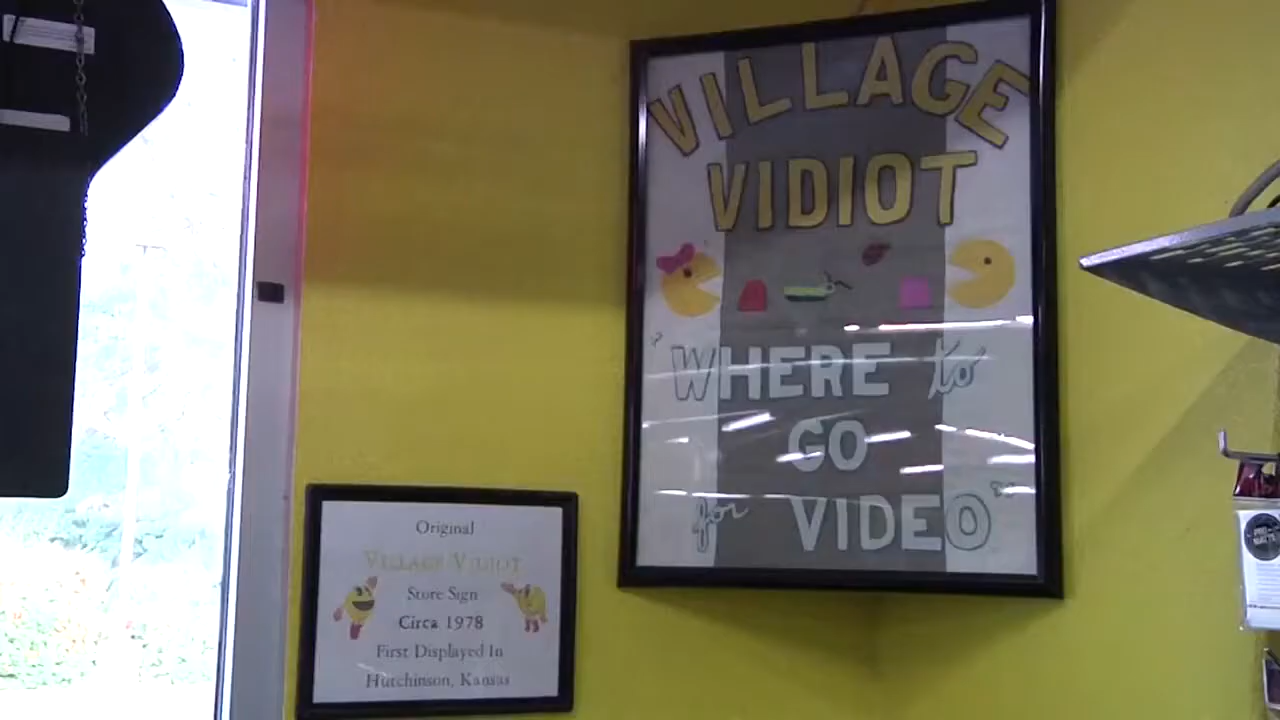 VILLAGE
VIDIOT
"WHERE to
GO
for VIDEO"
Original
VILLAGE VIDIOT
Store Sign
Circa 1978
First Displayed In
Hutchinson, Kansas